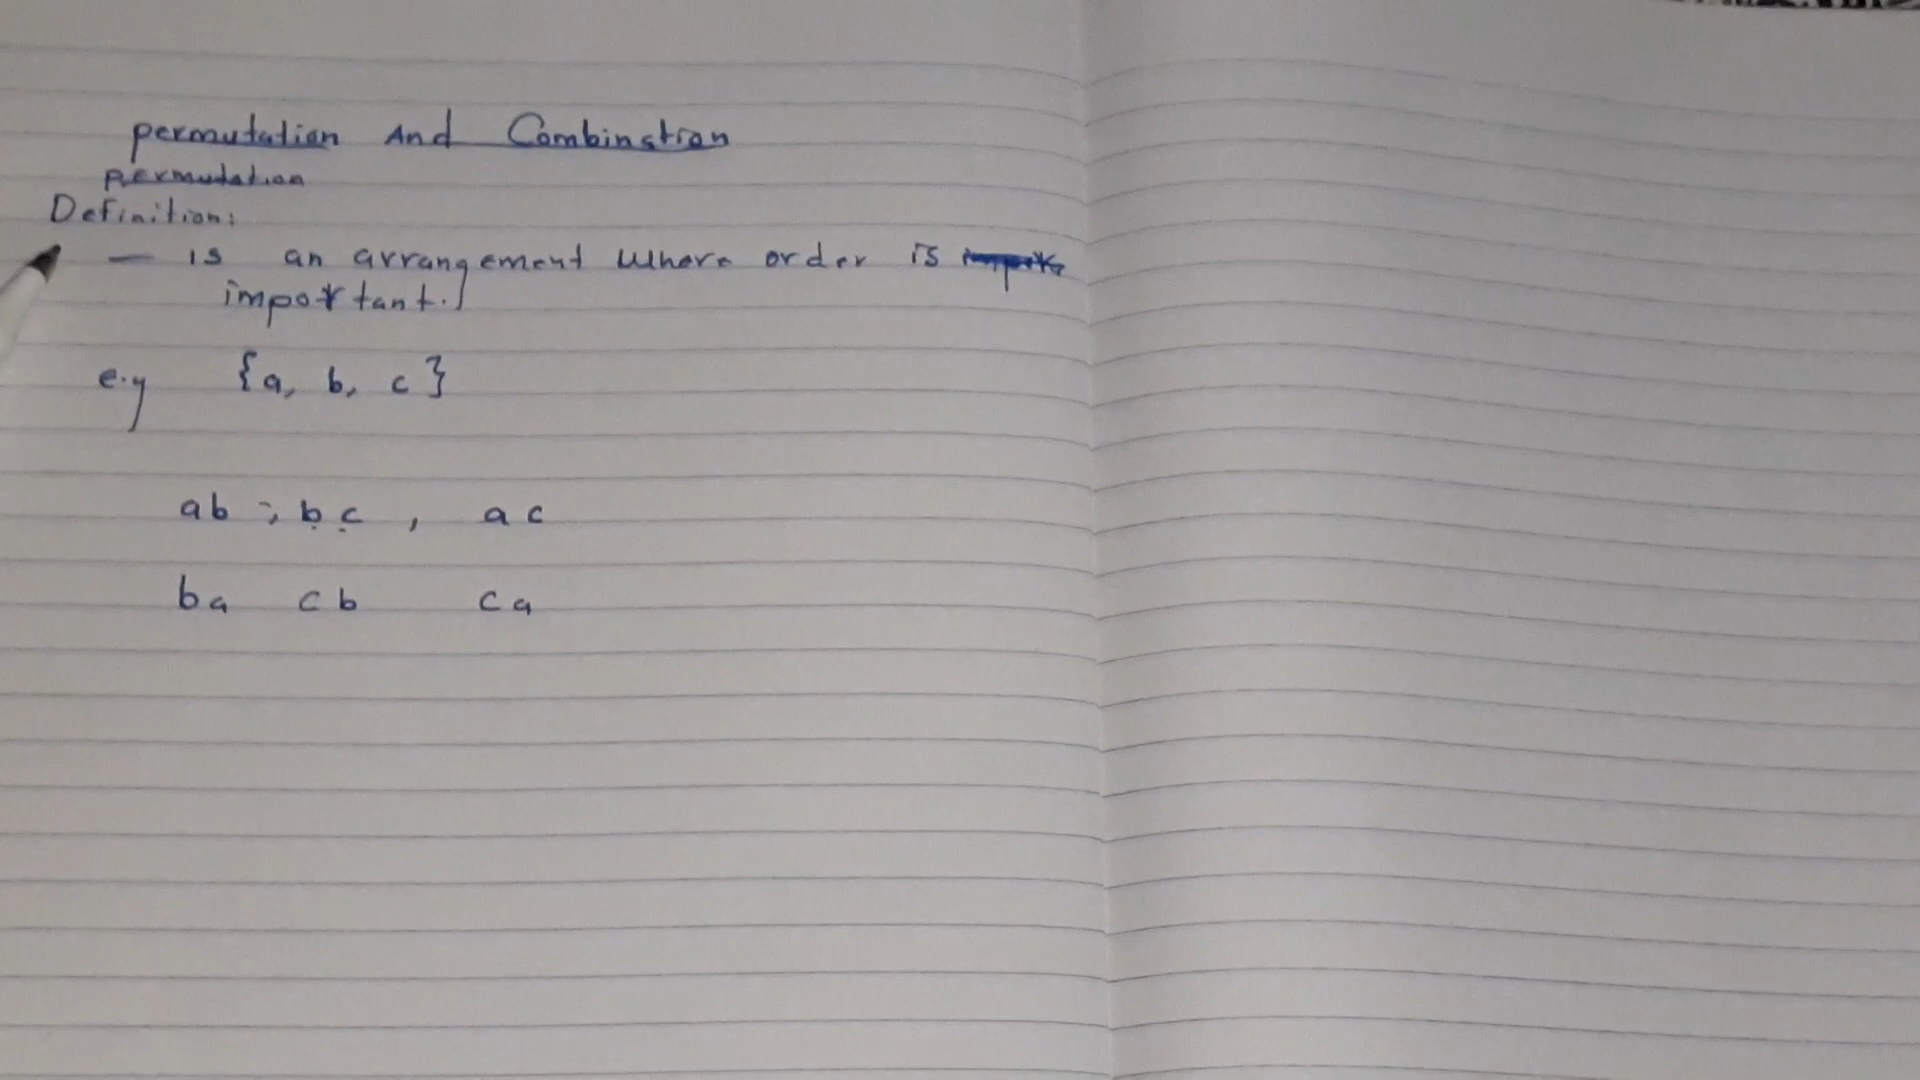 permutation And Combination
permutation
Definition:
— is an arrangement where order is
important.
e.g {a, b, c}
ab , bc , ac
ba cb ca